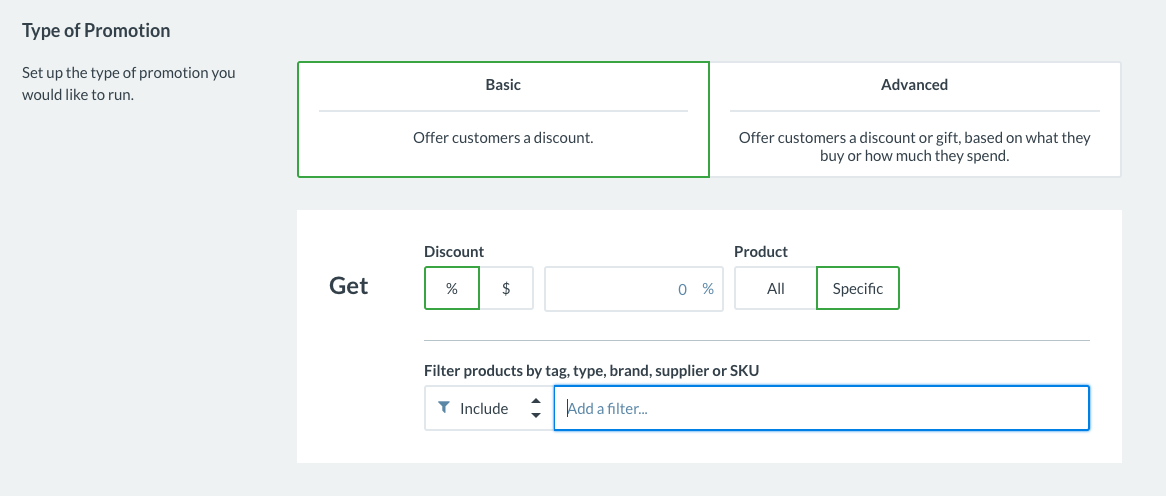 Type of Promotion
Set up the type of promotion you
would like to run.
Basic
Offer customers a discount.
Advanced
Offer customers a discount or gift, based on what they
buy or how much they spend.
Get
Discount
% $ 0 %
Product
All Specific
Filter products by tag, type, brand, supplier or SKU
Include Add a filter...